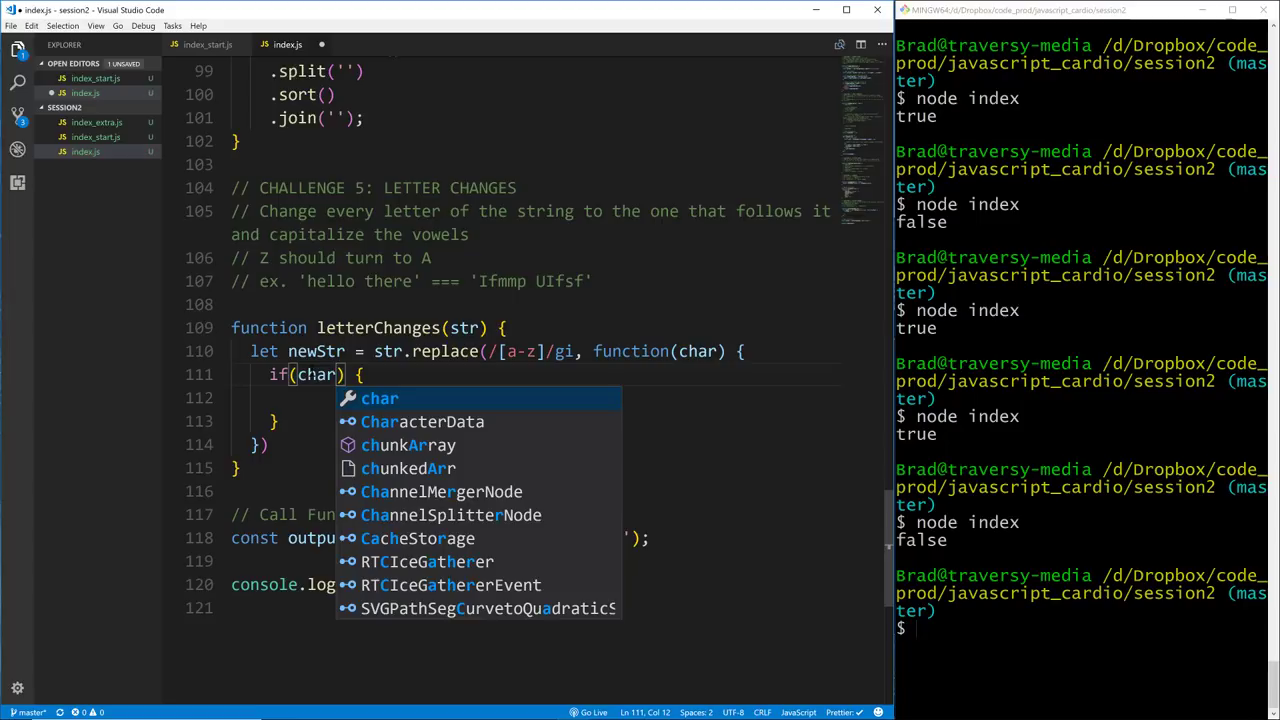 index.js - session2 - Visual Studio Code
File Edit Selection View Go Debug Tasks Help
EXPLORER
OPEN EDITORS 1 UNSAVED
index_start.js U
index.js U
SESSION2
index_extra.js U
index_start.js U
index.js U
index_start.js index.js
99 .split('')
100 .sort()
101 .join('');
102 }
103
104 // CHALLENGE 5: LETTER CHANGES
105 // Change every letter of the string to the one that follows it
and capitalize the vowels
106 // Z should turn to A
107 // ex. 'hello there' === 'Ifmmp UIfsf'
108
109 function letterChanges(str) {
110 let newStr = str.replace(/[a-z]/gi, function(char) {
111 if(char) {
112
113 }
114 })
115 }
116
117 // Call Fun
118 const outpu ');
119
120 console.log
121
char
CharacterData
chunkArray
chunkedArr
ChannelMergerNode
ChannelSplitterNode
CacheStorage
RTCIceGatherer
RTCIceGathererEvent
SVGPathSegCurvetoQuadraticS
master* 0 0 Go Live Ln 111, Col 12 Spaces: 2 UTF-8 CRLF JavaScript Prettier: ✓
MINGW64:/d/Dropbox/code_prod/javascript_cardio/session2
Brad@traversy-media /d/Dropbox/code_
prod/javascript_cardio/session2 (mas
ter)
$ node index
true
Brad@traversy-media /d/Dropbox/code_
prod/javascript_cardio/session2 (mas
ter)
$ node index
false
Brad@traversy-media /d/Dropbox/code_
prod/javascript_cardio/session2 (mas
ter)
$ node index
true
Brad@traversy-media /d/Dropbox/code_
prod/javascript_cardio/session2 (mas
ter)
$ node index
true
Brad@traversy-media /d/Dropbox/code_
prod/javascript_cardio/session2 (mas
ter)
$ node index
false
Brad@traversy-media /d/Dropbox/code_
prod/javascript_cardio/session2 (mas
ter)
$